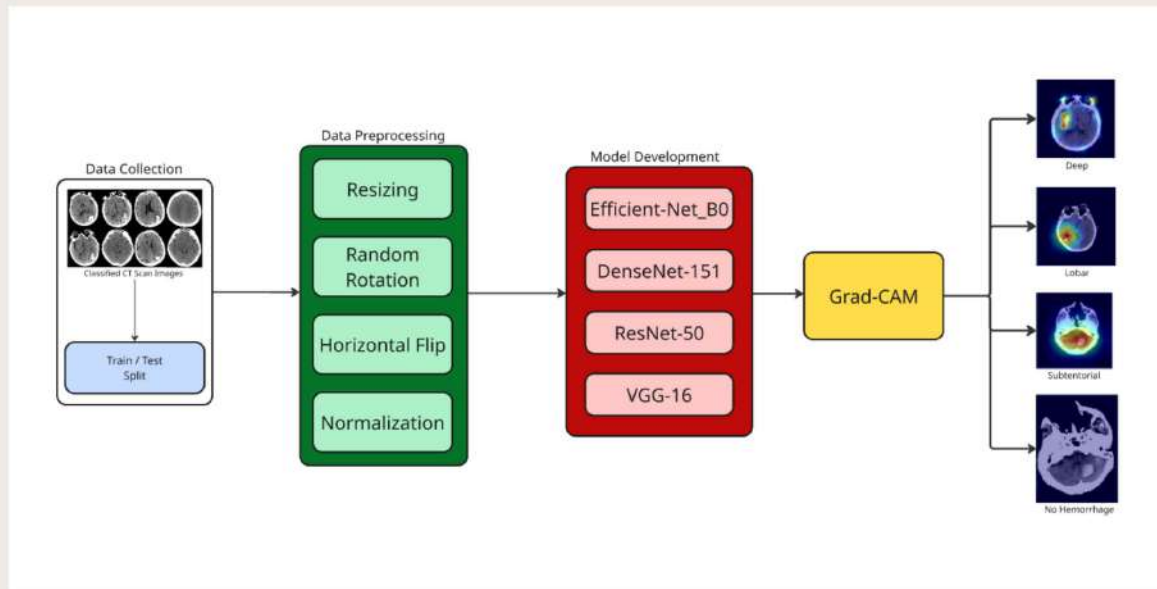 Data Collection
Classified CT Scan Images
Train / Test
Split
Data Preprocessing
Resizing
Random
Rotation
Horizontal Flip
Normalization
Model Development
Efficient-Net_B0
DenseNet-151
ResNet-50
VGG-16
Grad-CAM
Deep
Lobar
Subtentorial
No Hemorrhage